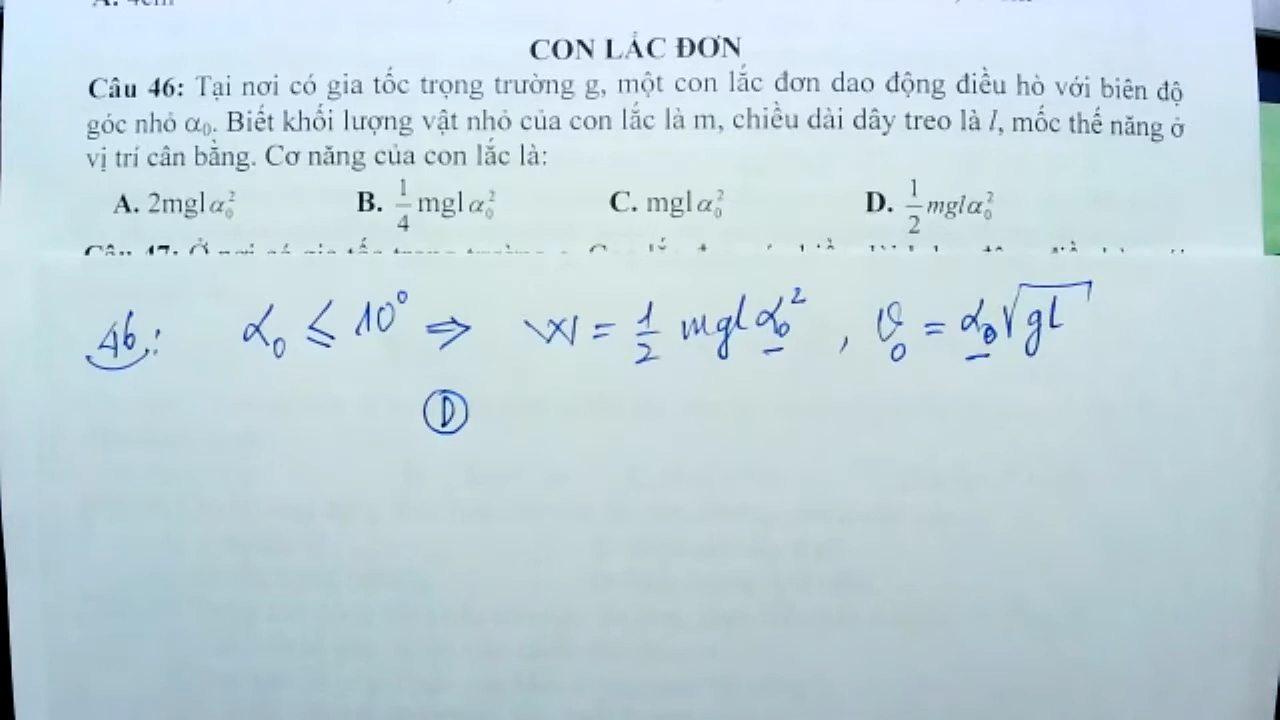 A. 4cm
CON LẮC ĐƠN
Câu 46: Tại nơi có gia tốc trọng trường g, một con lắc đơn dao động điều hò với biên độ
góc nhỏ α₀. Biết khối lượng vật nhỏ của con lắc là m, chiều dài dây treo là l, mốc thế năng ở
vị trí cân bằng. Cơ năng của con lắc là:
A. 2mglα₀² B. 1/4 mglα₀² C. mglα₀² D. 1/2 mglα₀²
46: α₀ ≤ 10° ⇒ W = 1/2 mglα₀², v₀ = α₀√gl
D